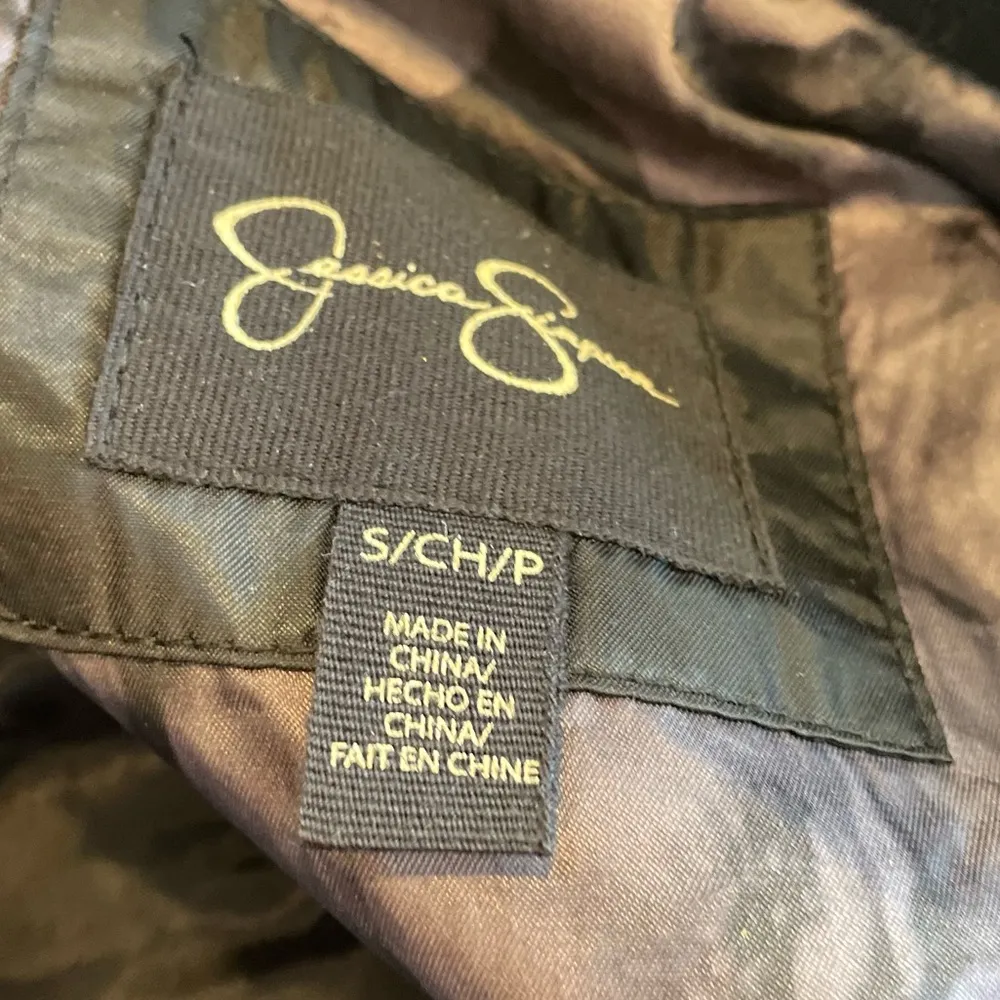 Jessica Simpson
S/CH/P
MADE IN
CHINA/
HECHO EN
CHINA/
FAIT EN CHINE